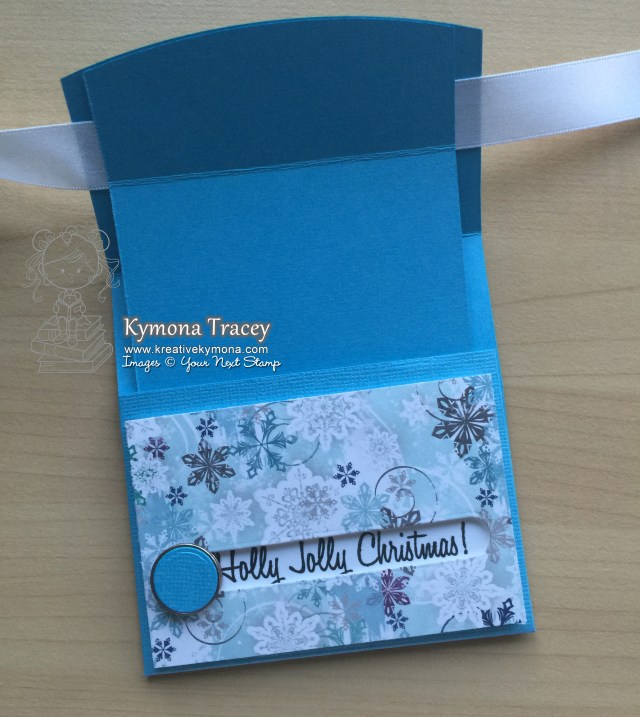 Kymona Tracey
www.kreativekymona.com
Images © Your Next Stamp
Holly Jolly Christmas!